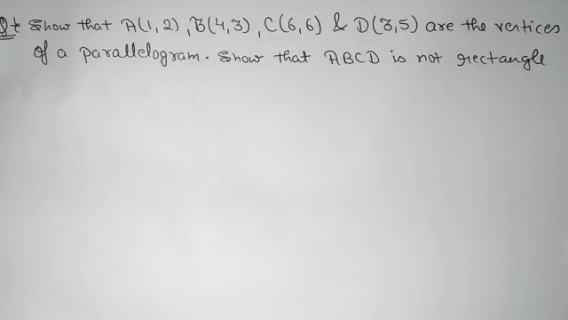 Q‡ Show that A(1,2), B(4,3), C(6,6) & D(3,5) are the vertices
of a parallelogram. Show that ABCD is not rectangle